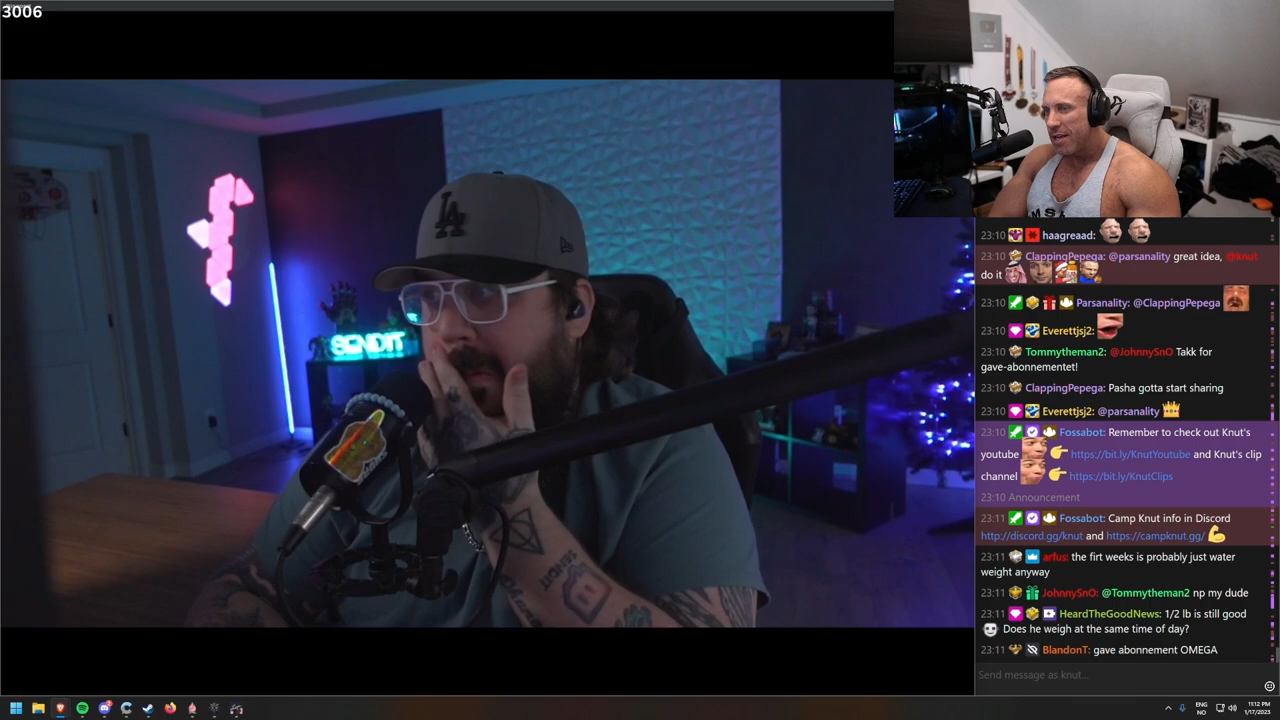 3006
LA
SENDIT
23:10 haagreaad:
23:10 ClappingPepega: @parsanality great idea, @knut
do it
23:10 Parsanality: @ClappingPepega
23:10 Everettjsj2:
23:10 Tommytheman2: @JohnnySnO Takk for
gave-abonnementet!
23:10 ClappingPepega: Pasha gotta start sharing
23:10 Everettjsj2: @parsanality
23:10 Fossabot: Remember to check out Knut's
youtube https://bit.ly/KnutYoutube and Knut's clip
channel https://bit.ly/KnutClips
23:10 Announcement
23:11 Fossabot: Camp Knut info in Discord
http://discord.gg/knut and https://campknut.gg/
23:11 arfus: the firt weeks is probably just water
weight anyway
23:11 JohnnySnO: @Tommytheman2 np my dude
23:11 HeardTheGoodNews: 1/2 lb is still good
Does he weigh at the same time of day?
23:11 BlandonT: gave abonnement OMEGA
Send message as knut...
ENG
NO
11:12 PM
1/17/2023